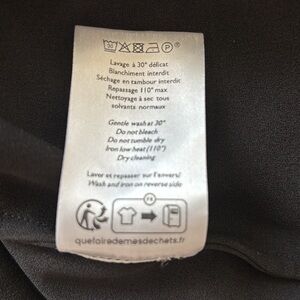 Lavage à 30° délicat
Blanchiment interdit
Séchage en tambour interdit
Repassage 110° max
Nettoyage à sec tous
solvants normaux
Gentle wash at 30°
Do not bleach
Do not tumble dry
Iron low heat (110°)
Dry cleaning
Laver et repasser sur l'envers/
Wash and iron on reverse side
FR
quefairedemesdechets.fr